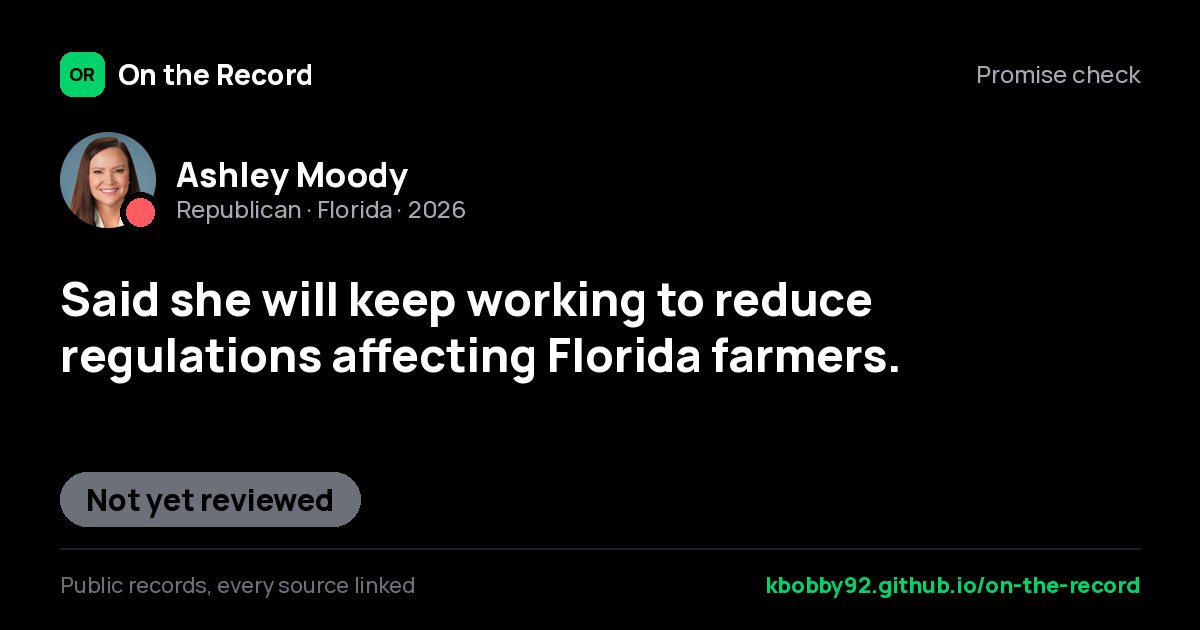 OR On the Record
Promise check
Ashley Moody
Republican · Florida · 2026
Said she will keep working to reduce
regulations affecting Florida farmers.
Not yet reviewed
Public records, every source linked
kbobby92.github.io/on-the-record